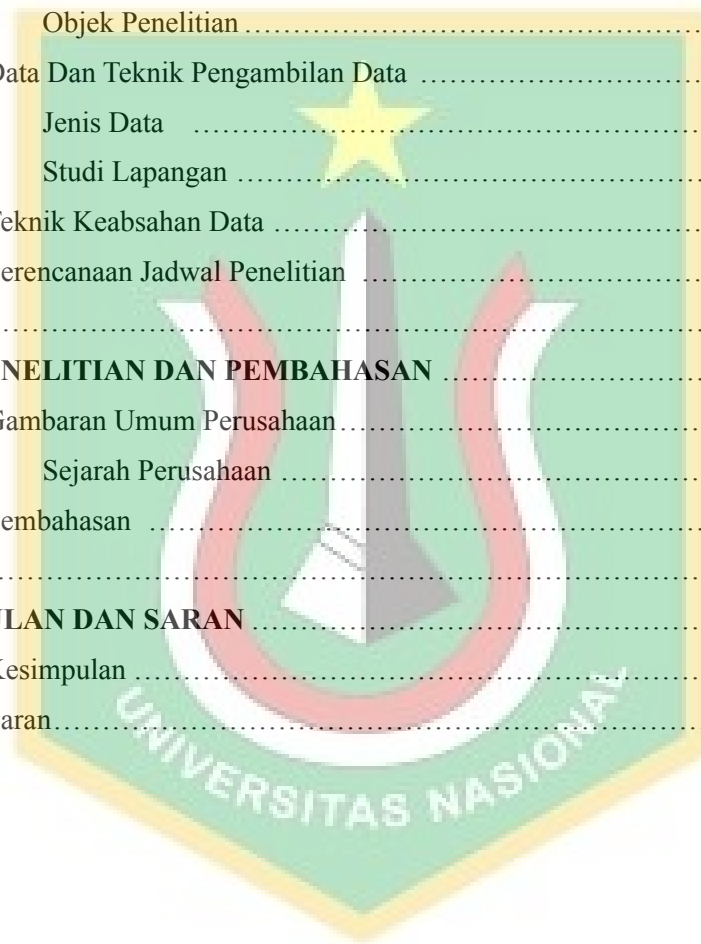 Objek Penelitian ......................................................
Data Dan Teknik Pengambilan Data ......................................
Jenis Data ......................................................
Studi Lapangan ......................................................
Teknik Keabsahan Data ......................................................
erencanaan Jadwal Penelitian ..........................................
......................................................
NELITIAN DAN PEMBAHASAN ..................................
Gambaran Umum Perusahaan..........................................
Sejarah Perusahaan ..................................................
embahasan ......................................................
......................................................
ULAN DAN SARAN ..................................................
Kesimpulan ......................................................
aran......................................................
UNIVERSITAS NASIONAL